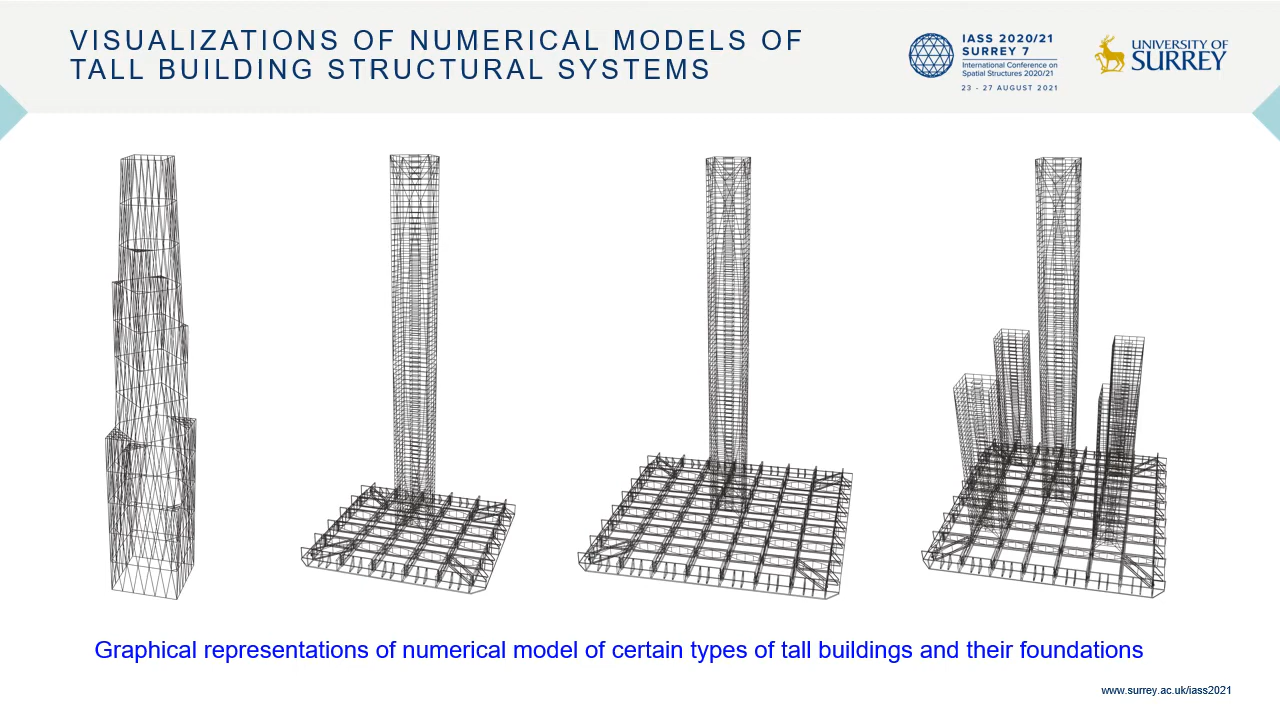 VISUALIZATIONS OF NUMERICAL MODELS OF
TALL BUILDING STRUCTURAL SYSTEMS
IASS 2020/21
SURREY 7
International Conference on
Spatial Structures 2020/21
23 - 27 AUGUST 2021
UNIVERSITY OF
SURREY
Graphical representations of numerical model of certain types of tall buildings and their foundations
www.surrey.ac.uk/iass2021